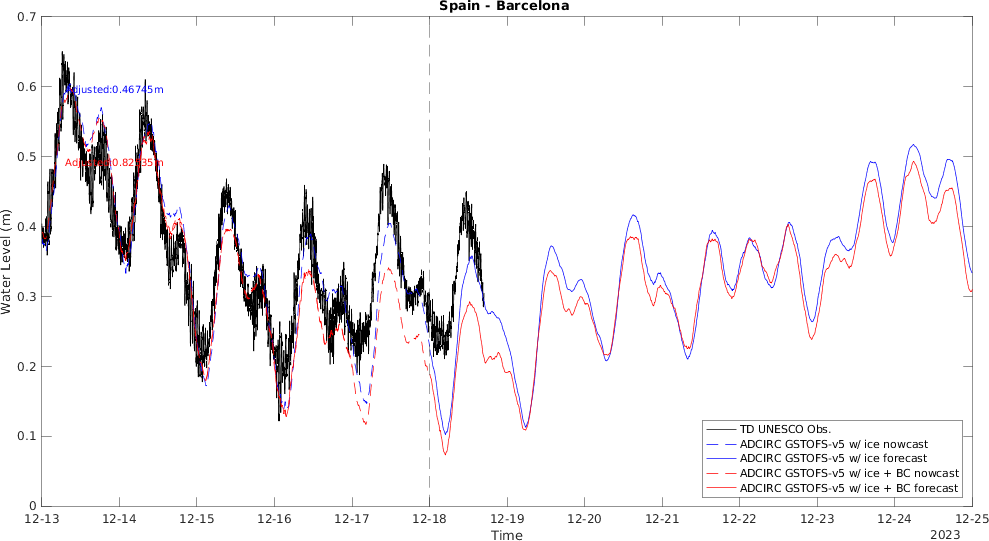 Spain - Barcelona
0.7
0.6
0.5
0.4
0.3
0.2
0.1
0
Water Level (m)
Adjusted:0.46745m
TD UNESCO Obs.
ADCIRC GSTOFS-v5 w/ ice nowcast
ADCIRC GSTOFS-v5 w/ ice forecast
ADCIRC GSTOFS-v5 w/ ice + BC nowcast
ADCIRC GSTOFS-v5 w/ ice + BC forecast
12-13 12-14 12-15 12-16 12-17 12-18 12-19 12-20 12-21 12-22 12-23 12-24 12-25
Time
2023